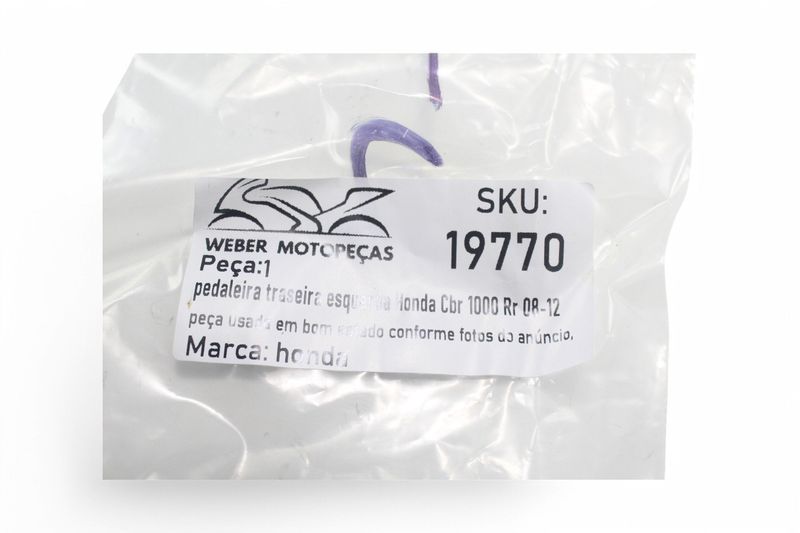 SKU:
19770
WEBER MOTOPEÇAS
Peça:1
pedaleira traseira esquerda Honda Cbr 1000 Rr 08-12
peça usada em bom estado conforme fotos do anúncio.
Marca: honda